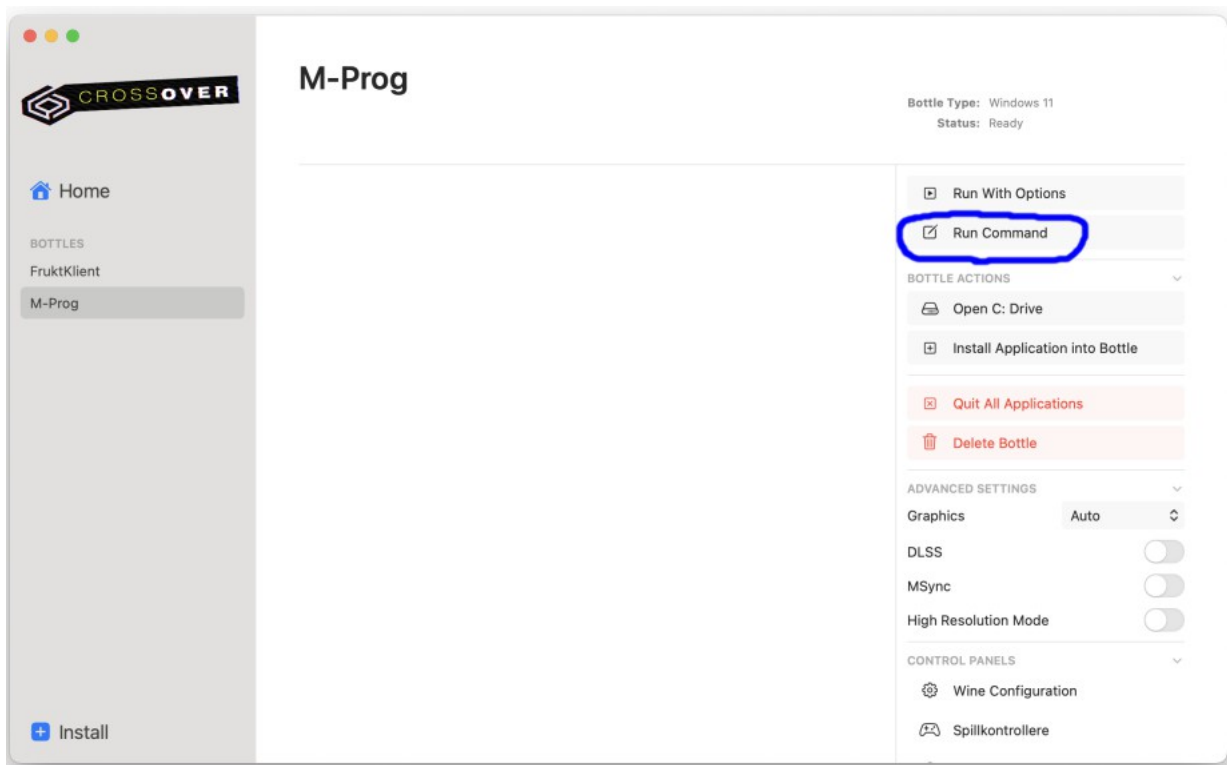 CROSSOVER
M-Prog
Bottle Type: Windows 11
Status: Ready
Home
BOTTLES
FruktKlient
M-Prog
Install
Run With Options
Run Command
BOTTLE ACTIONS
Open C: Drive
Install Application into Bottle
Quit All Applications
Delete Bottle
ADVANCED SETTINGS
Graphics Auto
DLSS
MSync
High Resolution Mode
CONTROL PANELS
Wine Configuration
Spillkontrollere